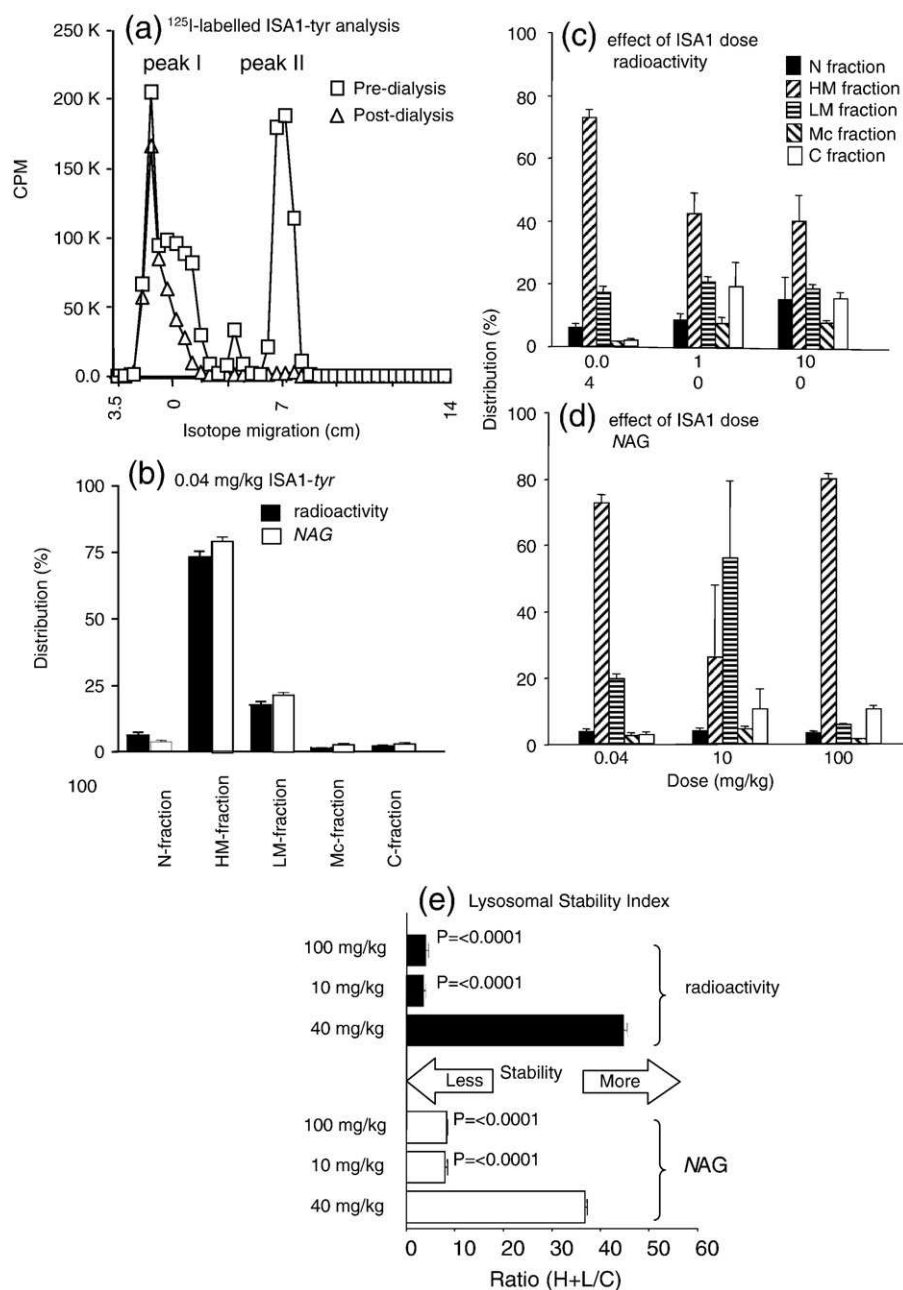 (a) ¹²⁵I-labelled ISA1-tyr analysis
250 K
200 K
150 K
100 K
50 K
0.0
CPM
peak I peak II
Pre-dialysis
Post-dialysis
3.5 0 7 14
Isotope migration (cm)
(b) 0.04 mg/kg ISA1-tyr
100
75
50
25
0
Distribution (%)
radioactivity
NAG
100
N-fraction
HM-fraction
LM-fraction
Mc-fraction
C-fraction
(c) effect of ISA1 dose
radioactivity
100
80
60
40
20
0
N fraction
HM fraction
LM fraction
Mc fraction
C fraction
0.0 1 10
4 0 0
Distribution (%)
(d) effect of ISA1 dose
NAG
80
60
40
20
0
0.04 10 100
Dose (mg/kg)
(e) Lysosomal Stability Index
100 mg/kg P=<0.0001
10 mg/kg P=<0.0001
40 mg/kg
radioactivity
Less Stability More
100 mg/kg P=<0.0001
10 mg/kg P=<0.0001
40 mg/kg
NAG
0 10 20 30 40 50 60
Ratio (H+L/C)